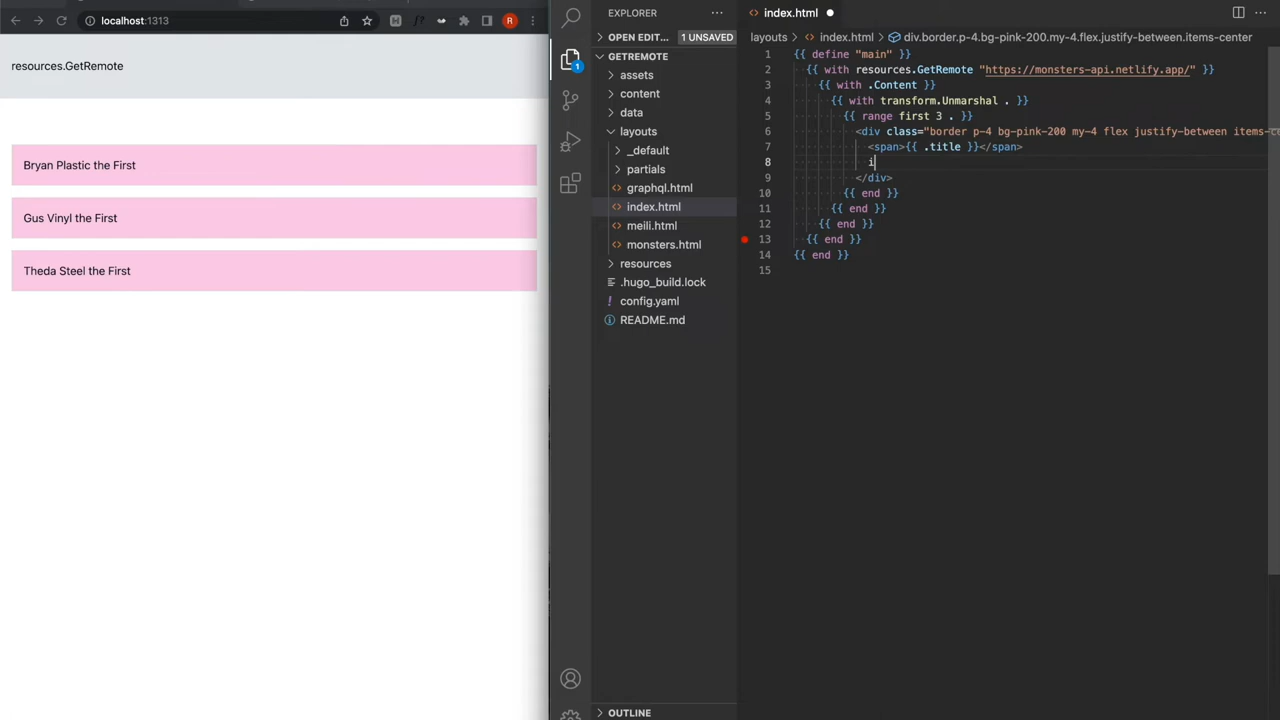 localhost:1313
R
resources.GetRemote
Bryan Plastic the First
Gus Vinyl the First
Theda Steel the First
1
EXPLORER
OPEN EDIT... 1 UNSAVED
GETREMOTE
assets
content
data
layouts
_default
partials
graphql.html
index.html
meili.html
monsters.html
resources
.hugo_build.lock
config.yaml
README.md
OUTLINE
index.html
layouts > index.html > div.border.p-4.bg-pink-200.my-4.flex.justify-between.items-center
1 {{ define "main" }}
2 {{ with resources.GetRemote "https://monsters-api.netlify.app/" }}
3 {{ with .Content }}
4 {{ with transform.Unmarshal . }}
5 {{ range first 3 . }}
6 <div class="border p-4 bg-pink-200 my-4 flex justify-between items-ce
7 <span>{{ .title }}</span>
8 i
9 </div>
10 {{ end }}
11 {{ end }}
12 {{ end }}
13 {{ end }}
14 {{ end }}
15